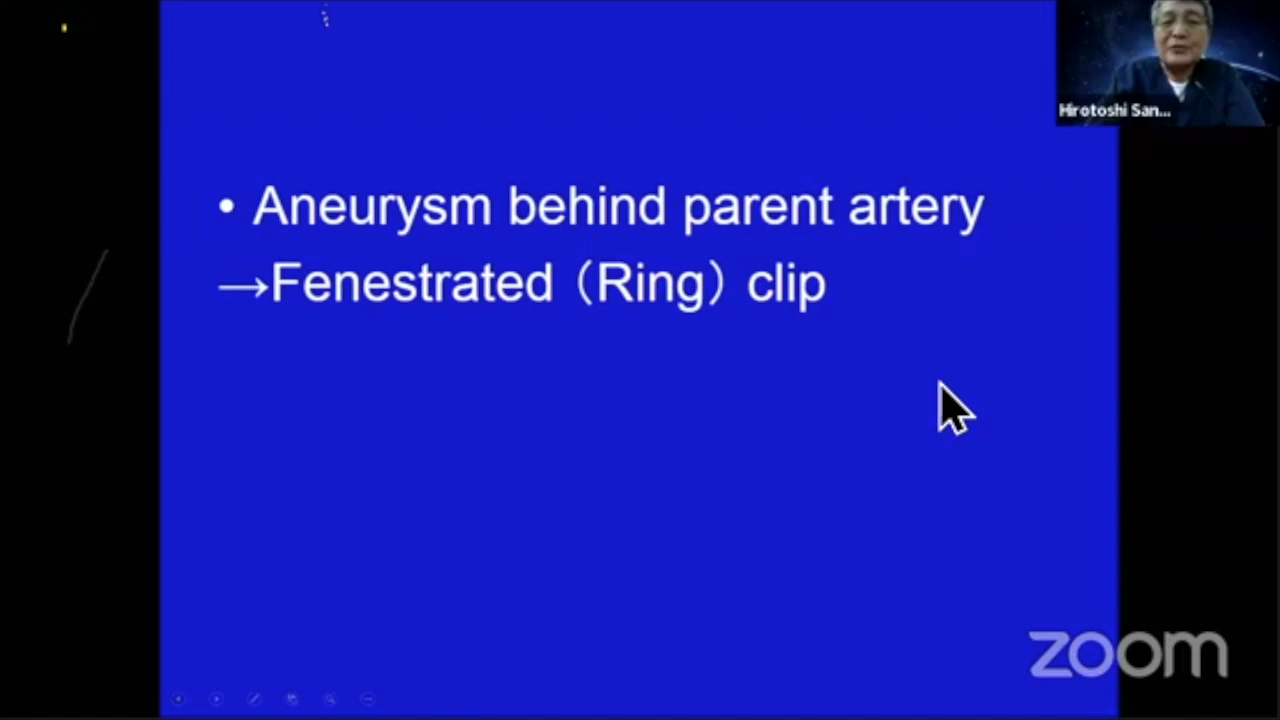 Hirotoshi San...
• Aneurysm behind parent artery
→Fenestrated（Ring）clip
zoom